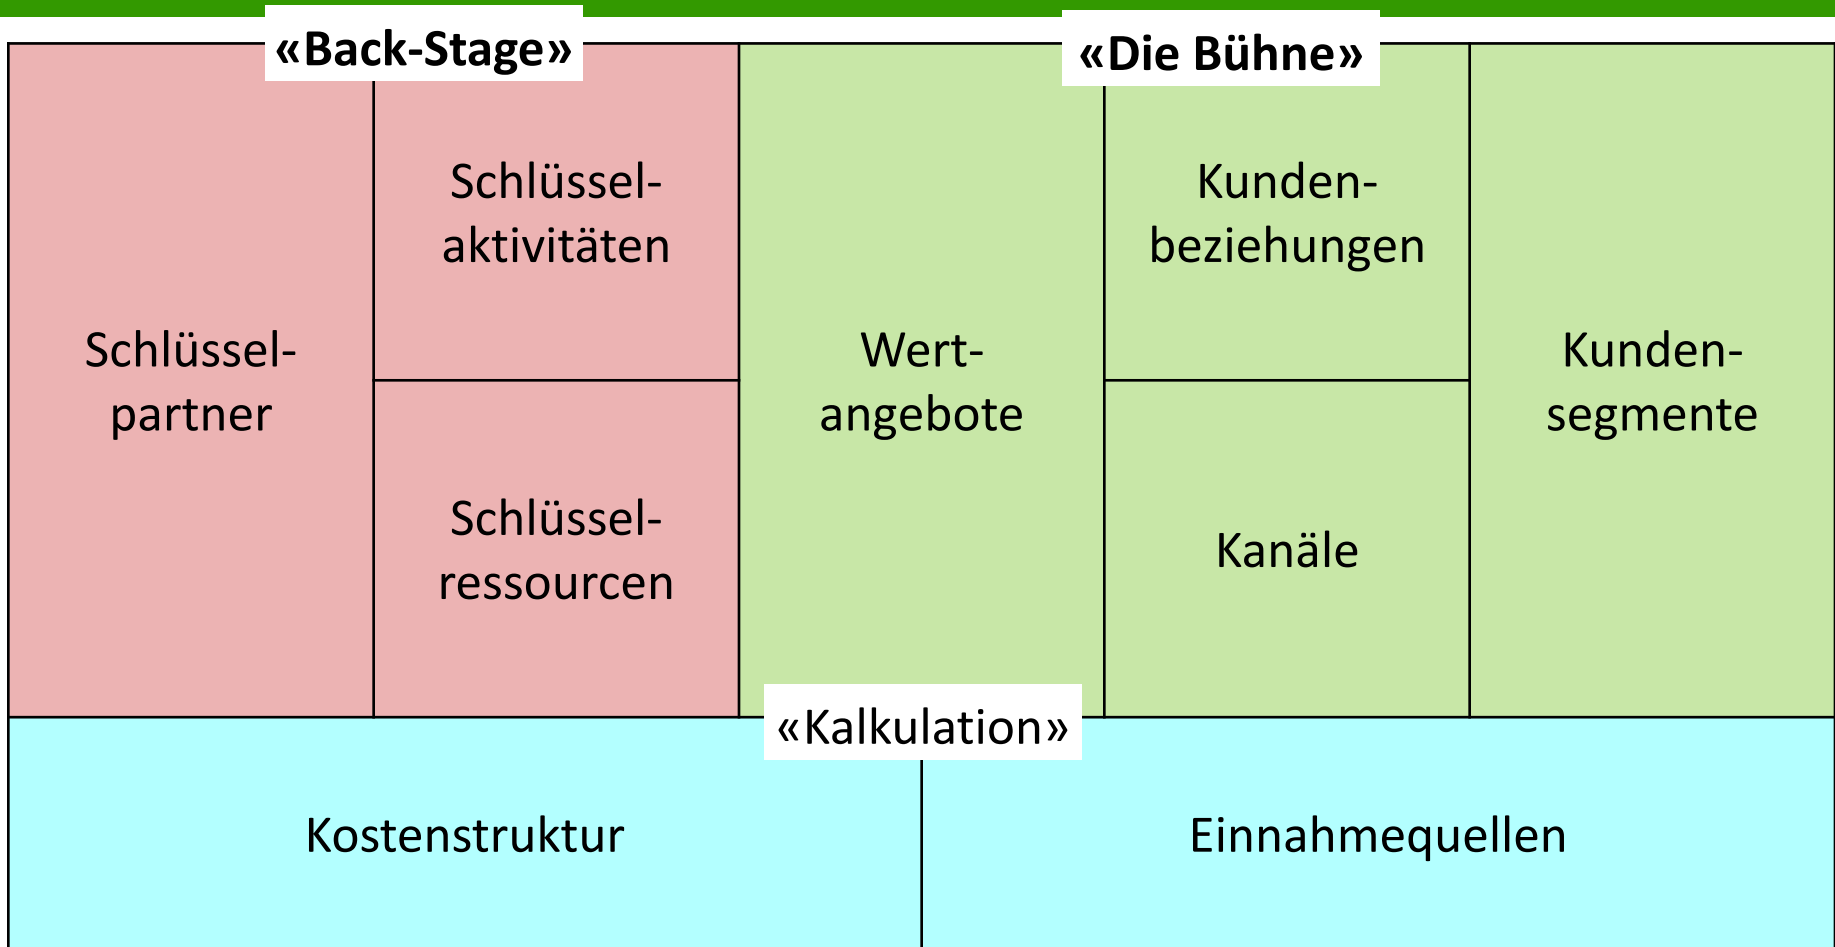 «Back-Stage»
«Die Bühne»
Schlüssel-
partner
Schlüssel-
aktivitäten
Schlüssel-
ressourcen
Wert-
angebote
Kunden-
beziehungen
Kanäle
Kunden-
segmente
«Kalkulation»
Kostenstruktur
Einnahmequellen